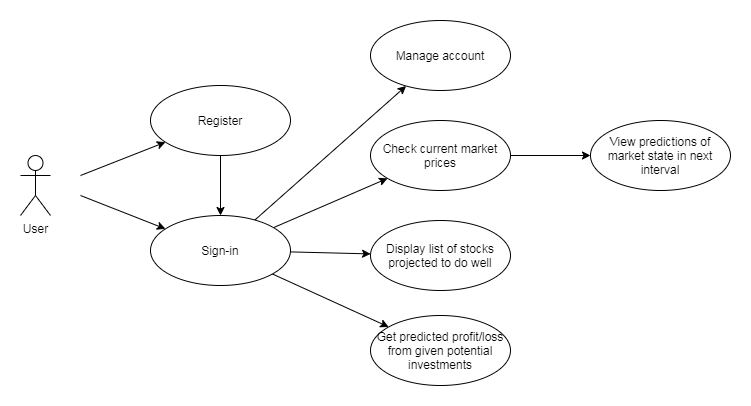 Manage account
Register
Check current market
prices
View predictions of
market state in next
interval
User
Sign-in
Display list of stocks
projected to do well
Get predicted profit/loss
from given potential
investments